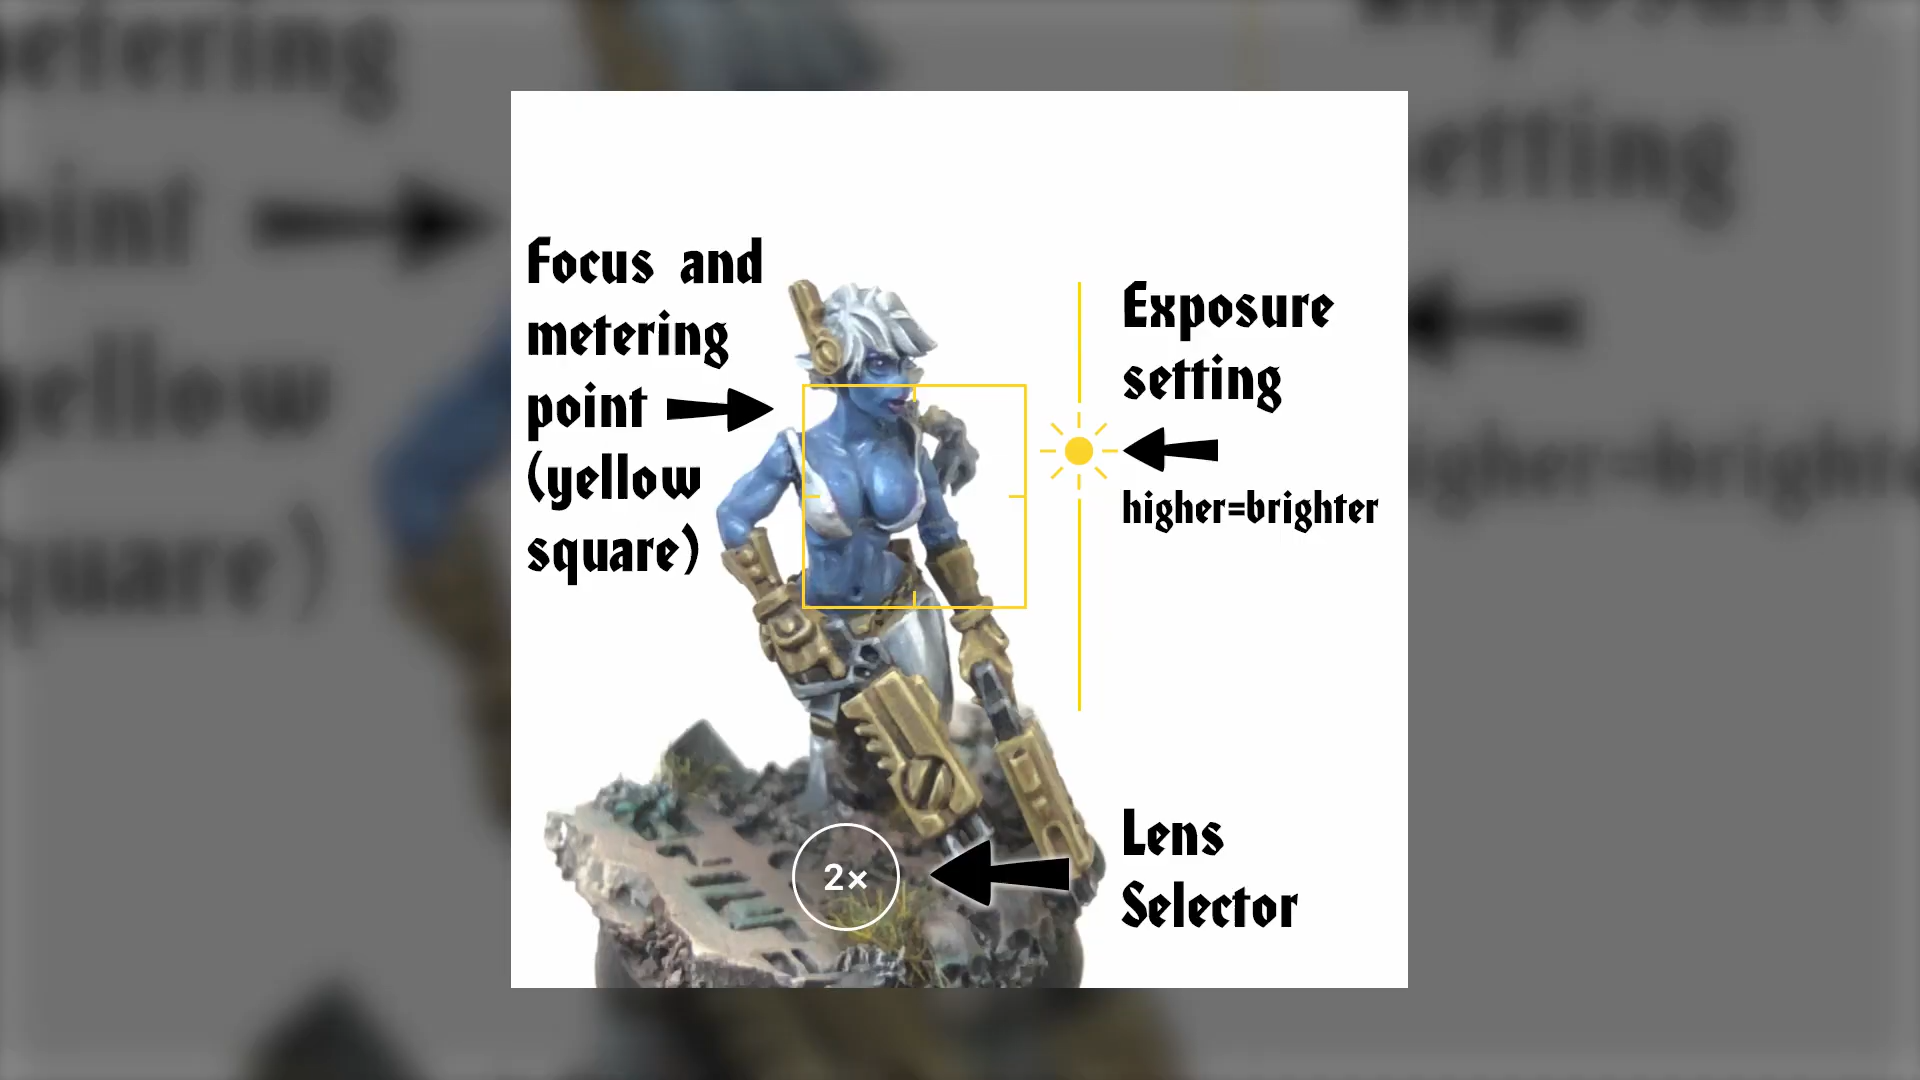 Focus and
metering
point
(yellow
square)
Exposure
setting
higher=brighter
2×
Lens
Selector